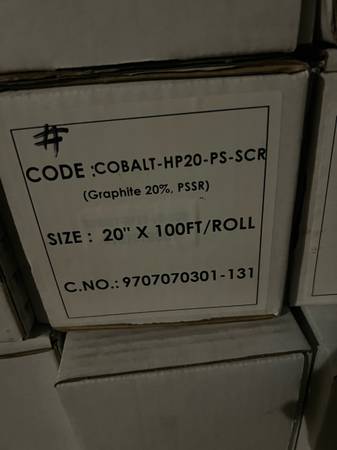 #
CODE :COBALT-HP20-PS-SCR
(Graphite 20%, PSSR)
SIZE : 20" X 100FT/ROLL
C.NO.: 9707070301-131